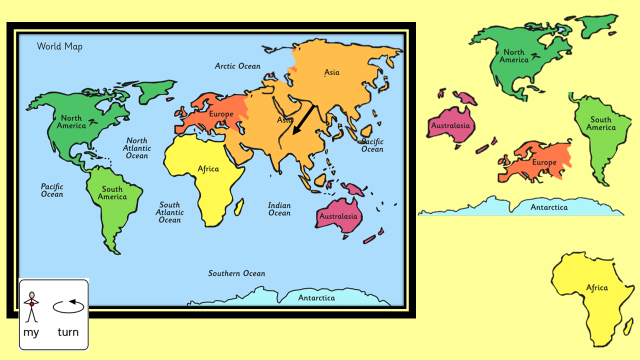 World Map
Arctic Ocean
Asia
North
America
Europe
North
Atlantic
Ocean
Pacific
Ocean
Africa
Pacific
Ocean
South
America
South
Atlantic
Ocean
Indian
Ocean
Australasia
Southern Ocean
Antarctica
my turn
North
America
Australasia
South
America
Europe
Antarctica
Africa